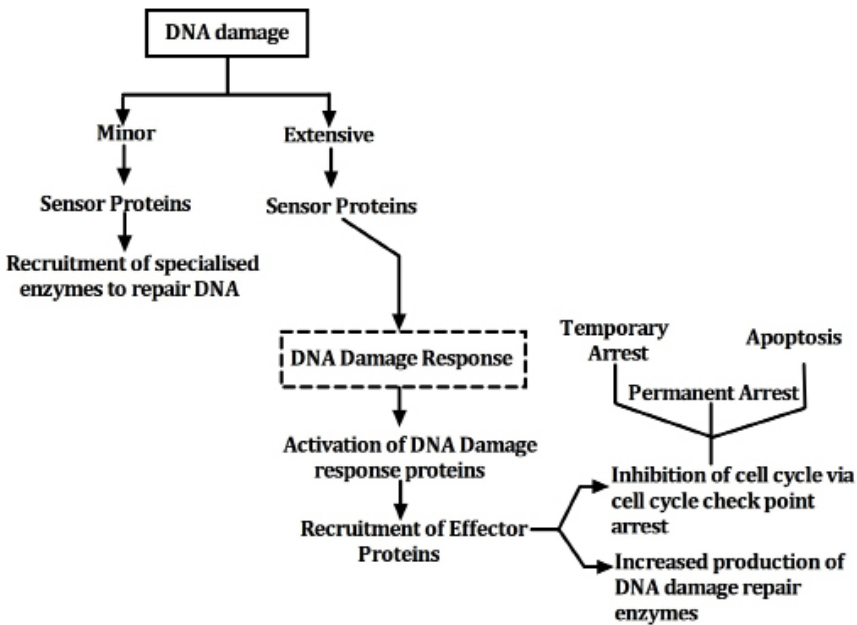 DNA damage
Minor
Extensive
Sensor Proteins
Sensor Proteins
Recruitment of specialised
enzymes to repair DNA
DNA Damage Response
Temporary
Arrest
Apoptosis
Permanent Arrest
Activation of DNA Damage
response proteins
Inhibition of cell cycle via
cell cycle check point
arrest
Recruitment of Effector
Proteins
Increased production of
DNA damage repair
enzymes